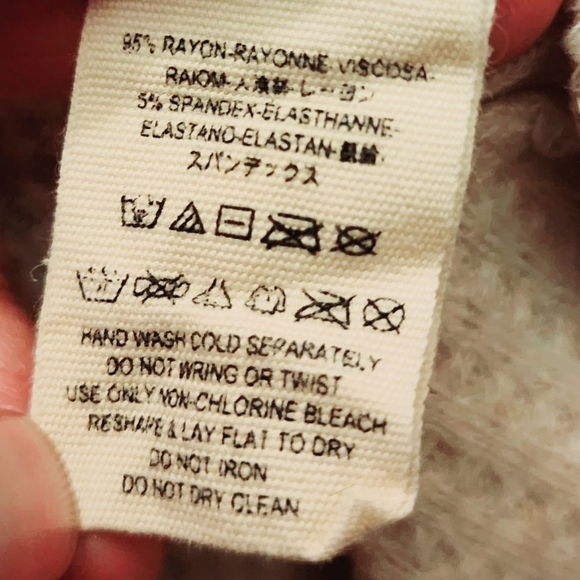 95% RAYON-RAYONNE-VISCOSA-
RAION-人造絲-レーヨン
5% SPANDEX-ELASTHANNE-
ELASTANO-ELASTAN-
スパンデックス
HAND WASH COLD SEPARATELY
DO NOT WRING OR TWIST
USE ONLY NON-CHLORINE BLEACH
RESHAPE & LAY FLAT TO DRY
DO NOT IRON
DO NOT DRY CLEAN